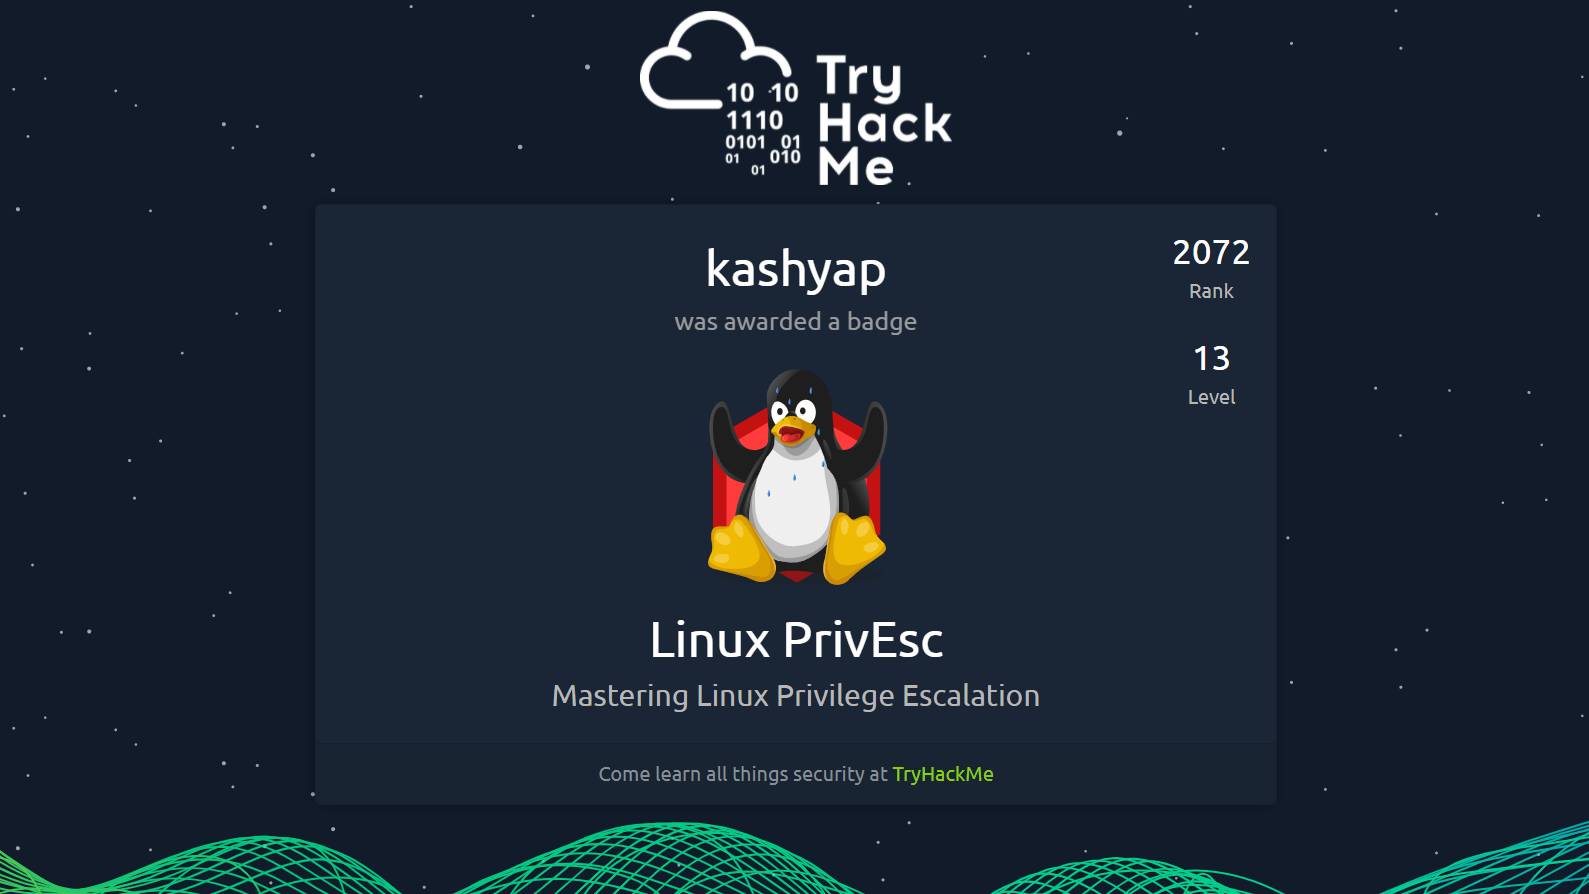 10 10
1110
0101 01
01 010
01
Try
Hack
Me
kashyap
was awarded a badge
2072
Rank
13
Level
Linux PrivEsc
Mastering Linux Privilege Escalation
Come learn all things security at TryHackMe